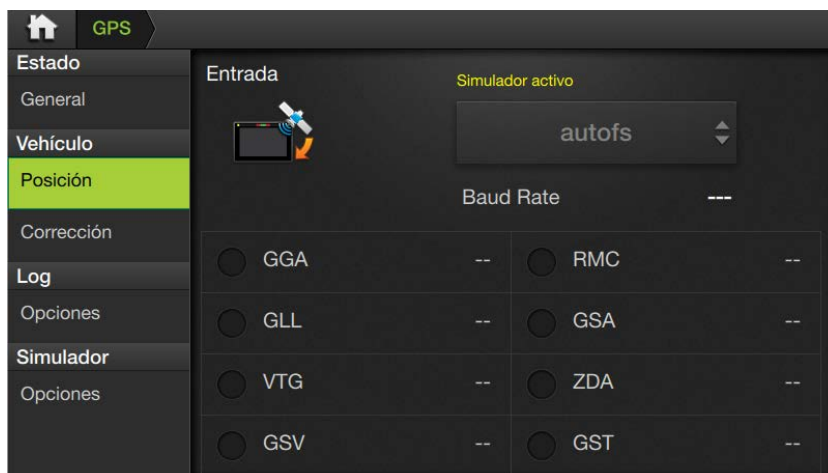 GPS
Estado
General
Vehículo
Posición
Corrección
Log
Opciones
Simulador
Opciones
Entrada
Simulador activo
autofs
Baud Rate ---
GGA -- RMC --
GLL -- GSA --
VTG -- ZDA --
GSV -- GST --